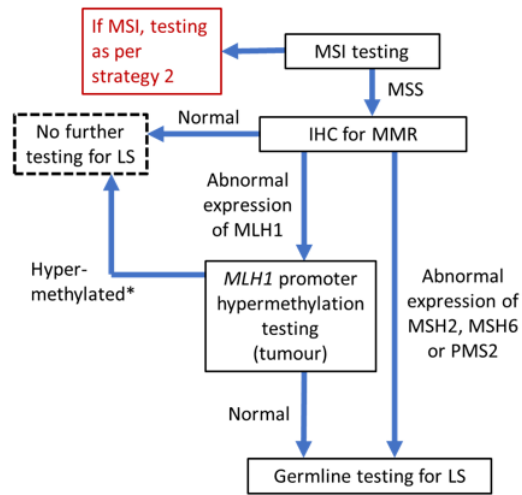 If MSI, testing
as per
strategy 2
MSI testing
MSS
Normal
No further
testing for LS
IHC for MMR
Abnormal
expression
of MLH1
Hyper-
methylated*
MLH1 promoter
hypermethylation
testing
(tumour)
Abnormal
expression of
MSH2, MSH6
or PMS2
Normal
Germline testing for LS